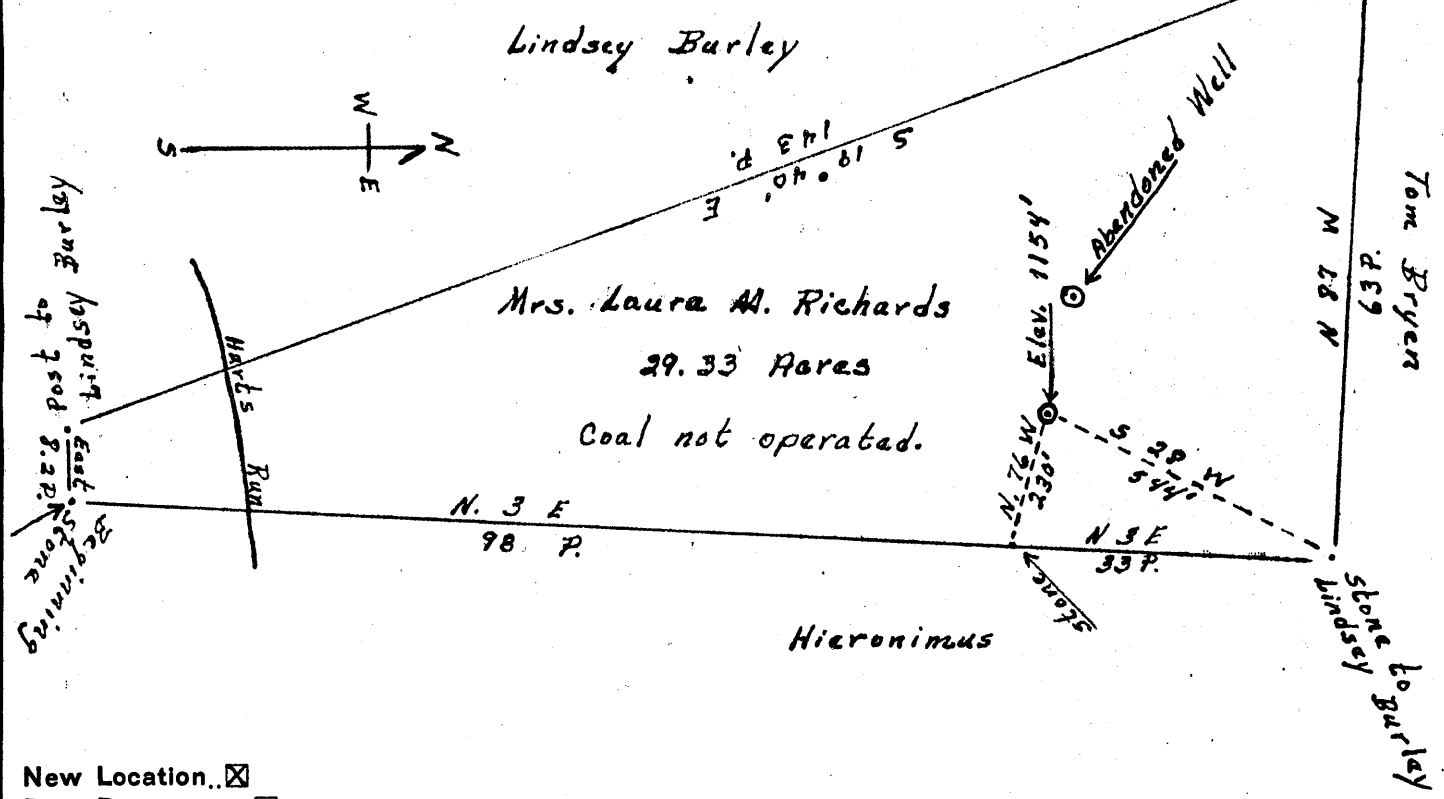 Lindsey Burley
W
S
N
E
S 19° 40' E
143 P.
Abandoned Well
Elev. 1154'
Tom Bryen
N 87 W
63 P.
Lindsey Burley
Post of
East
8.2 P.
Beginning
Stone
Harts Run
Mrs. Laura M. Richards
29.33 Acres
Coal not operated.
N. 76 W
230'
S 28 W
544'
N. 3 E
98 P.
N 3 E
33 P.
Stone
Hieronimus
Stone to
Lindsey Burley
New Location..☒